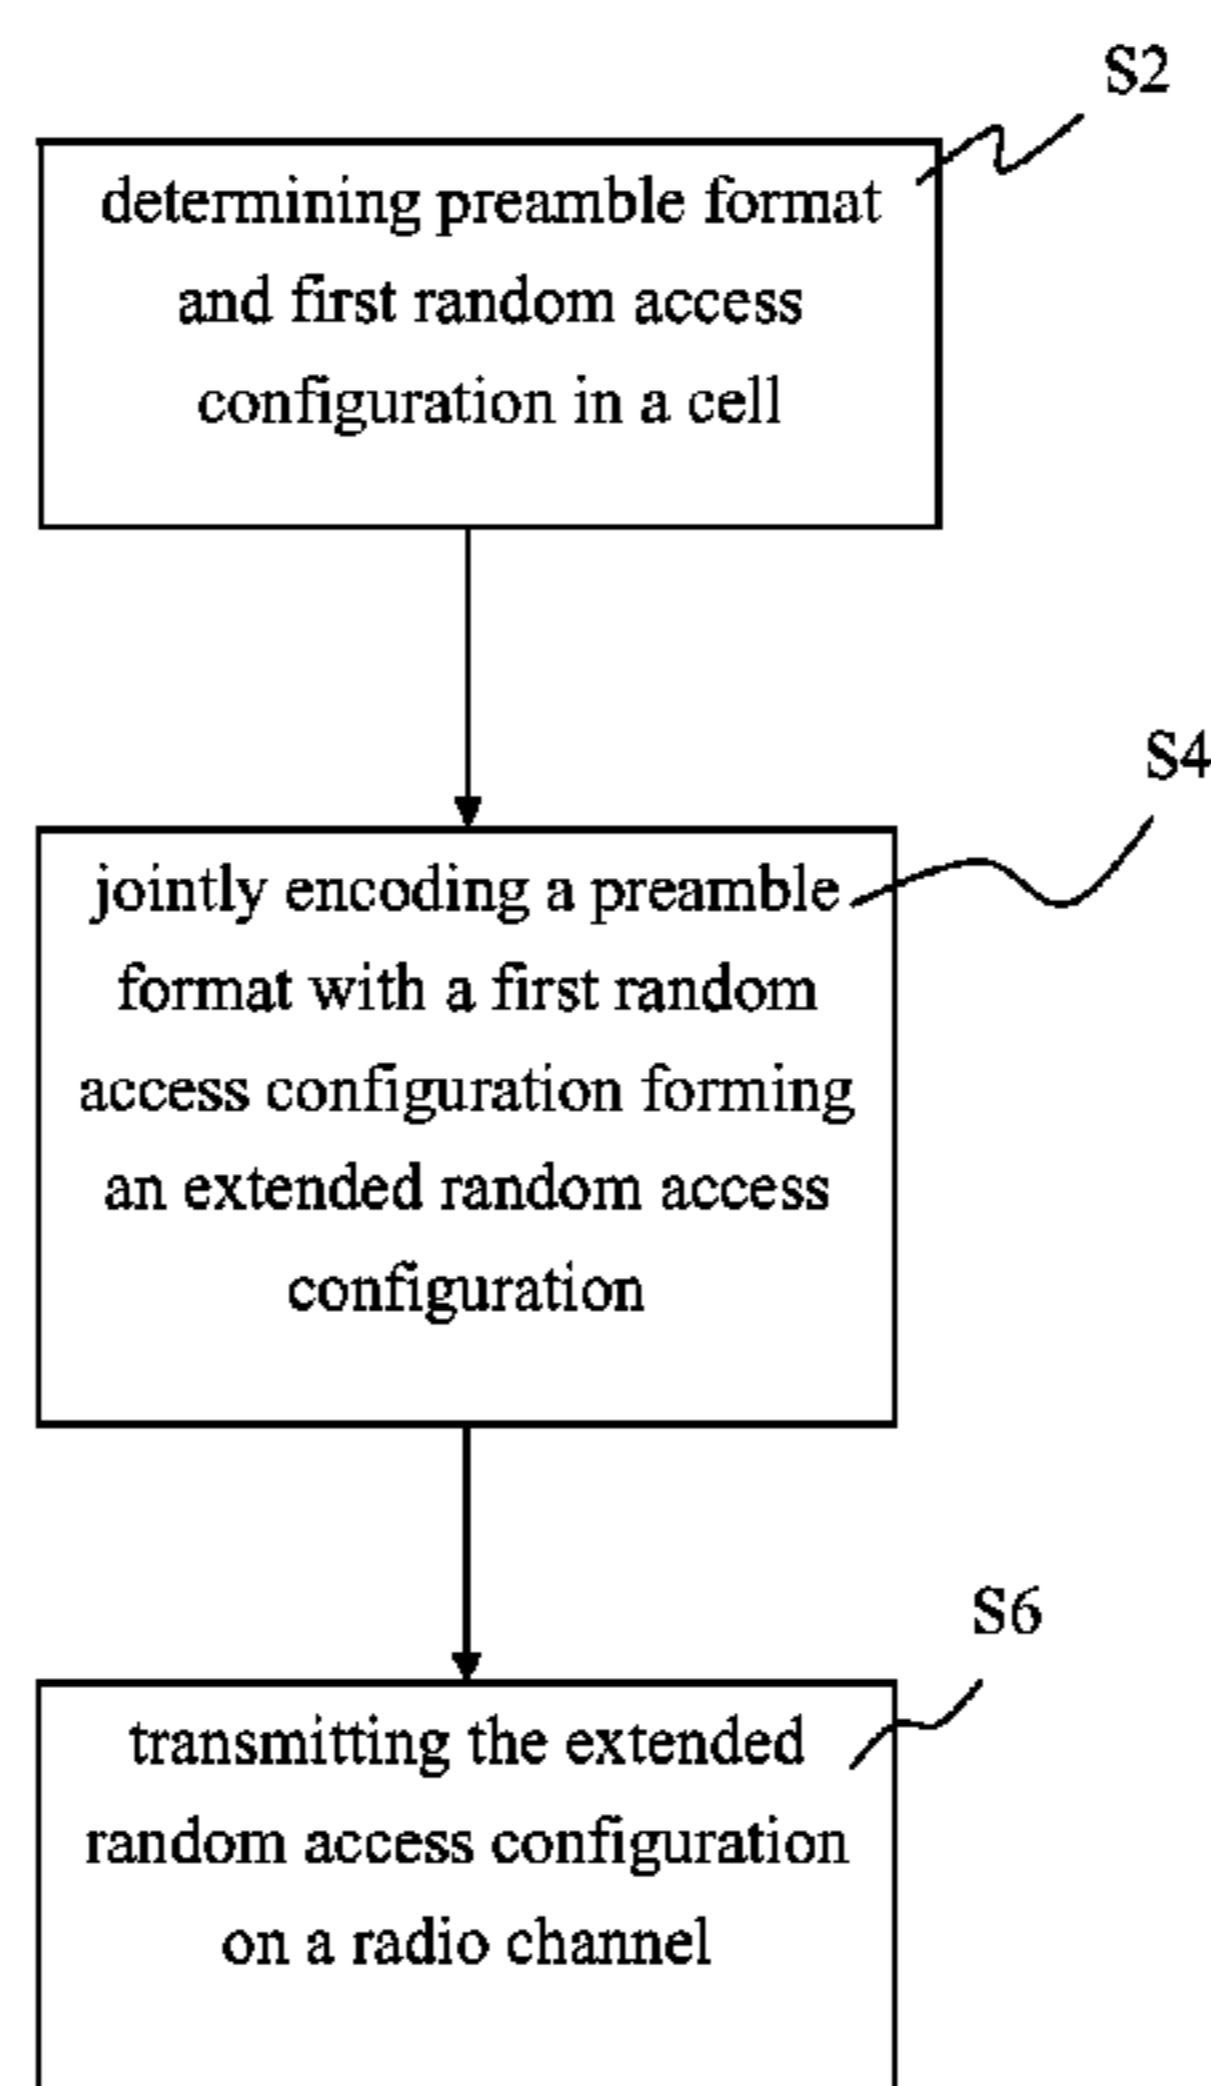 S2
determining preamble format
and first random access
configuration in a cell
S4
jointly encoding a preamble
format with a first random
access configuration forming
an extended random access
configuration
S6
transmitting the extended
random access configuration
on a radio channel